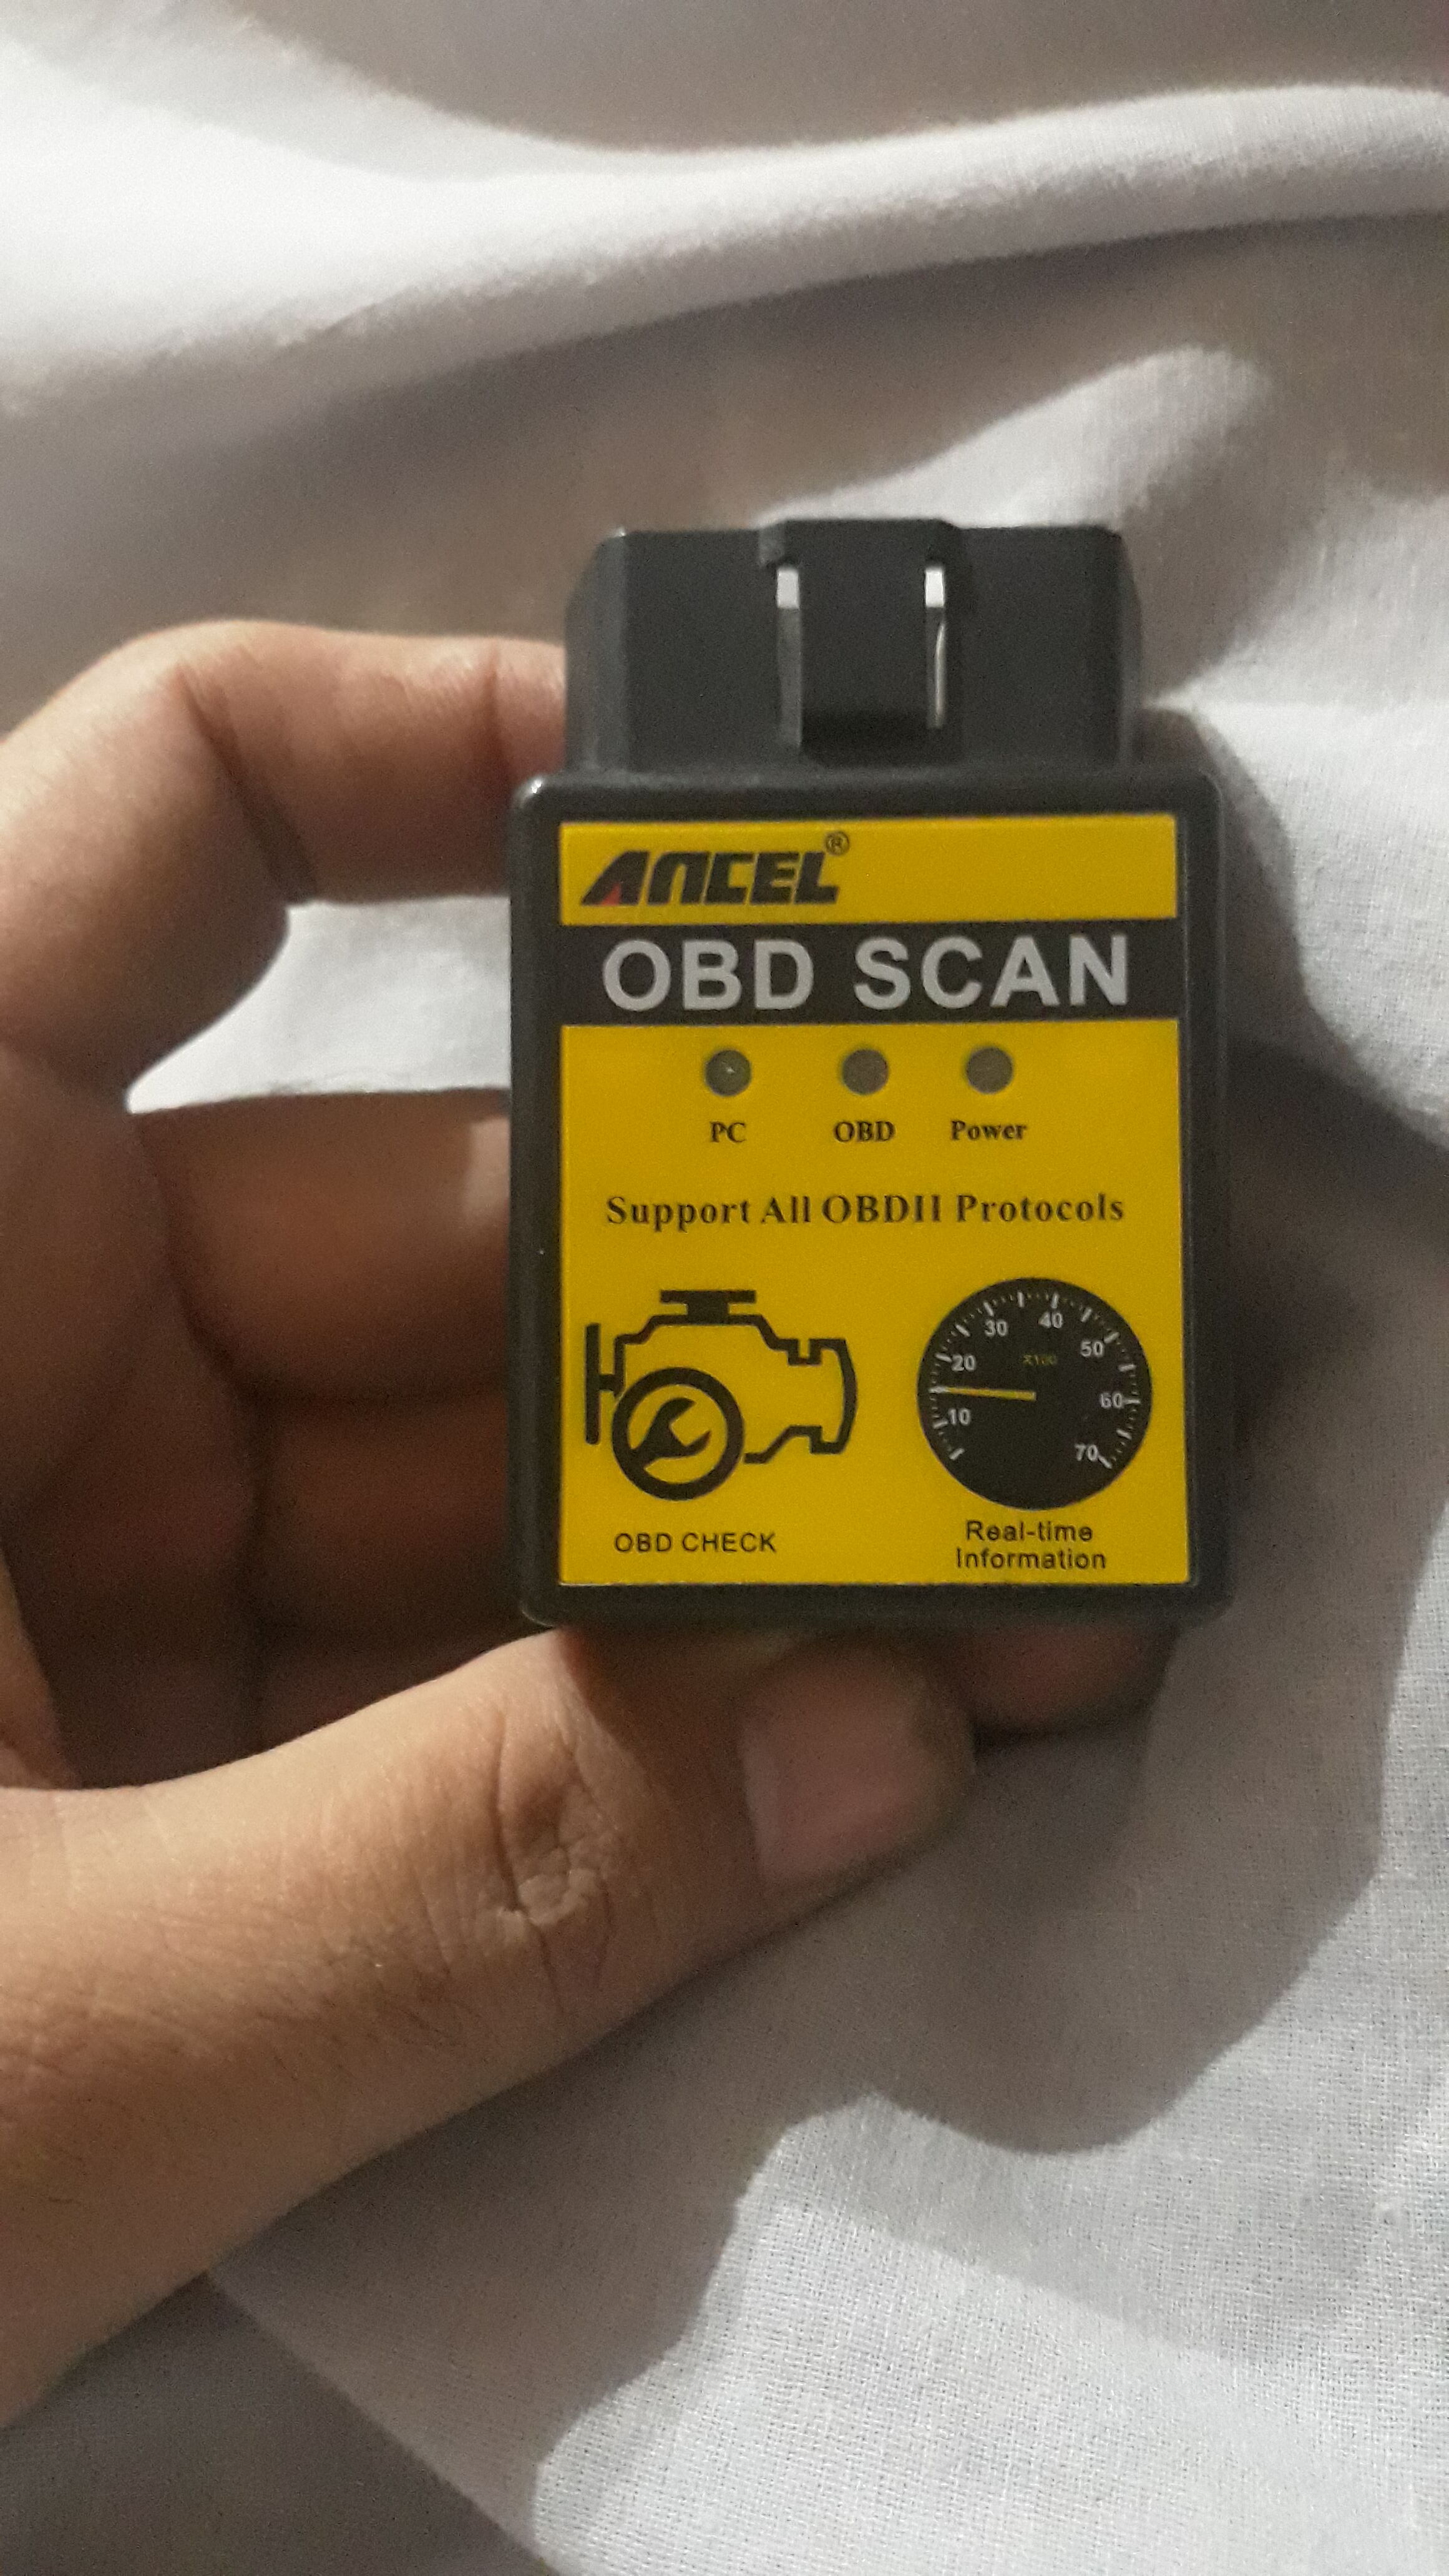 ANCEL®
OBD SCAN
PC OBD Power
Support All OBDII Protocols
10 20 30 40 50 60 70
X100
OBD CHECK
Real-time
Information